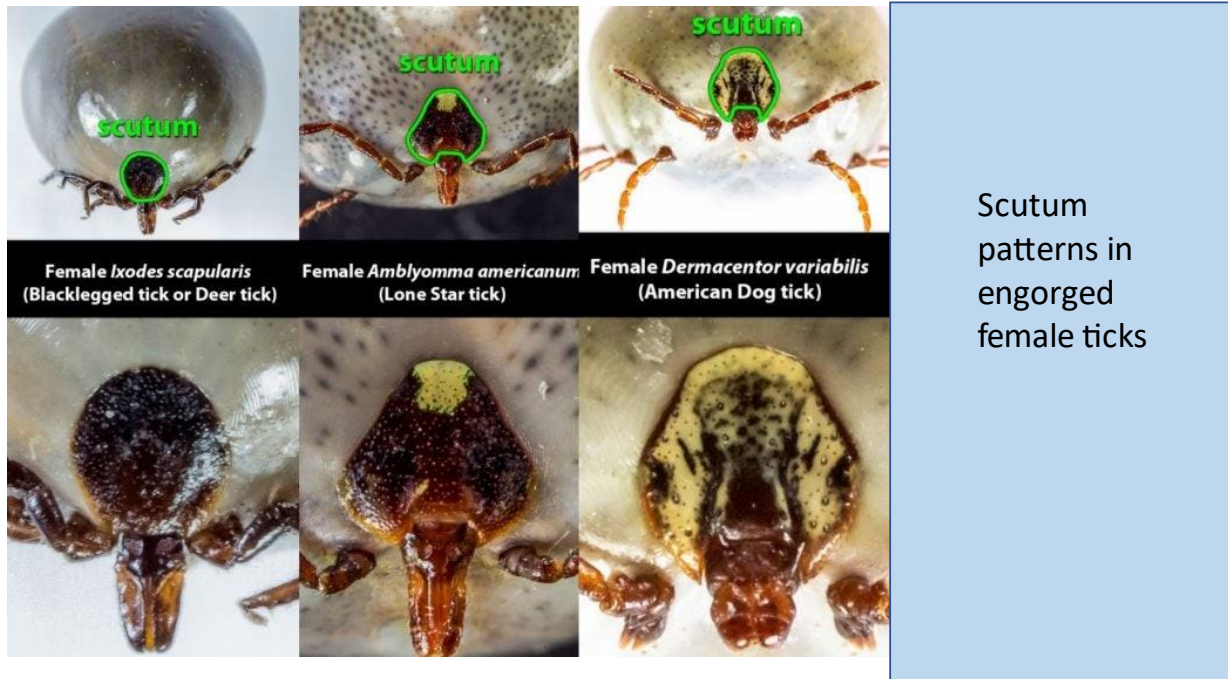 scutum
scutum
scutum
Female Ixodes scapularis
(Blacklegged tick or Deer tick)
Female Amblyomma americanum
(Lone Star tick)
Female Dermacentor variabilis
(American Dog tick)
Scutum
patterns in
engorged
female ticks